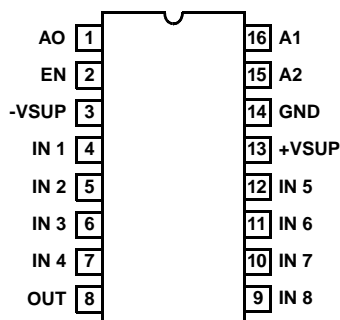 AO 1 16 A1
EN 2 15 A2
-VSUP 3 14 GND
IN 1 4 13 +VSUP
IN 2 5 12 IN 5
IN 3 6 11 IN 6
IN 4 7 10 IN 7
OUT 8 9 IN 8